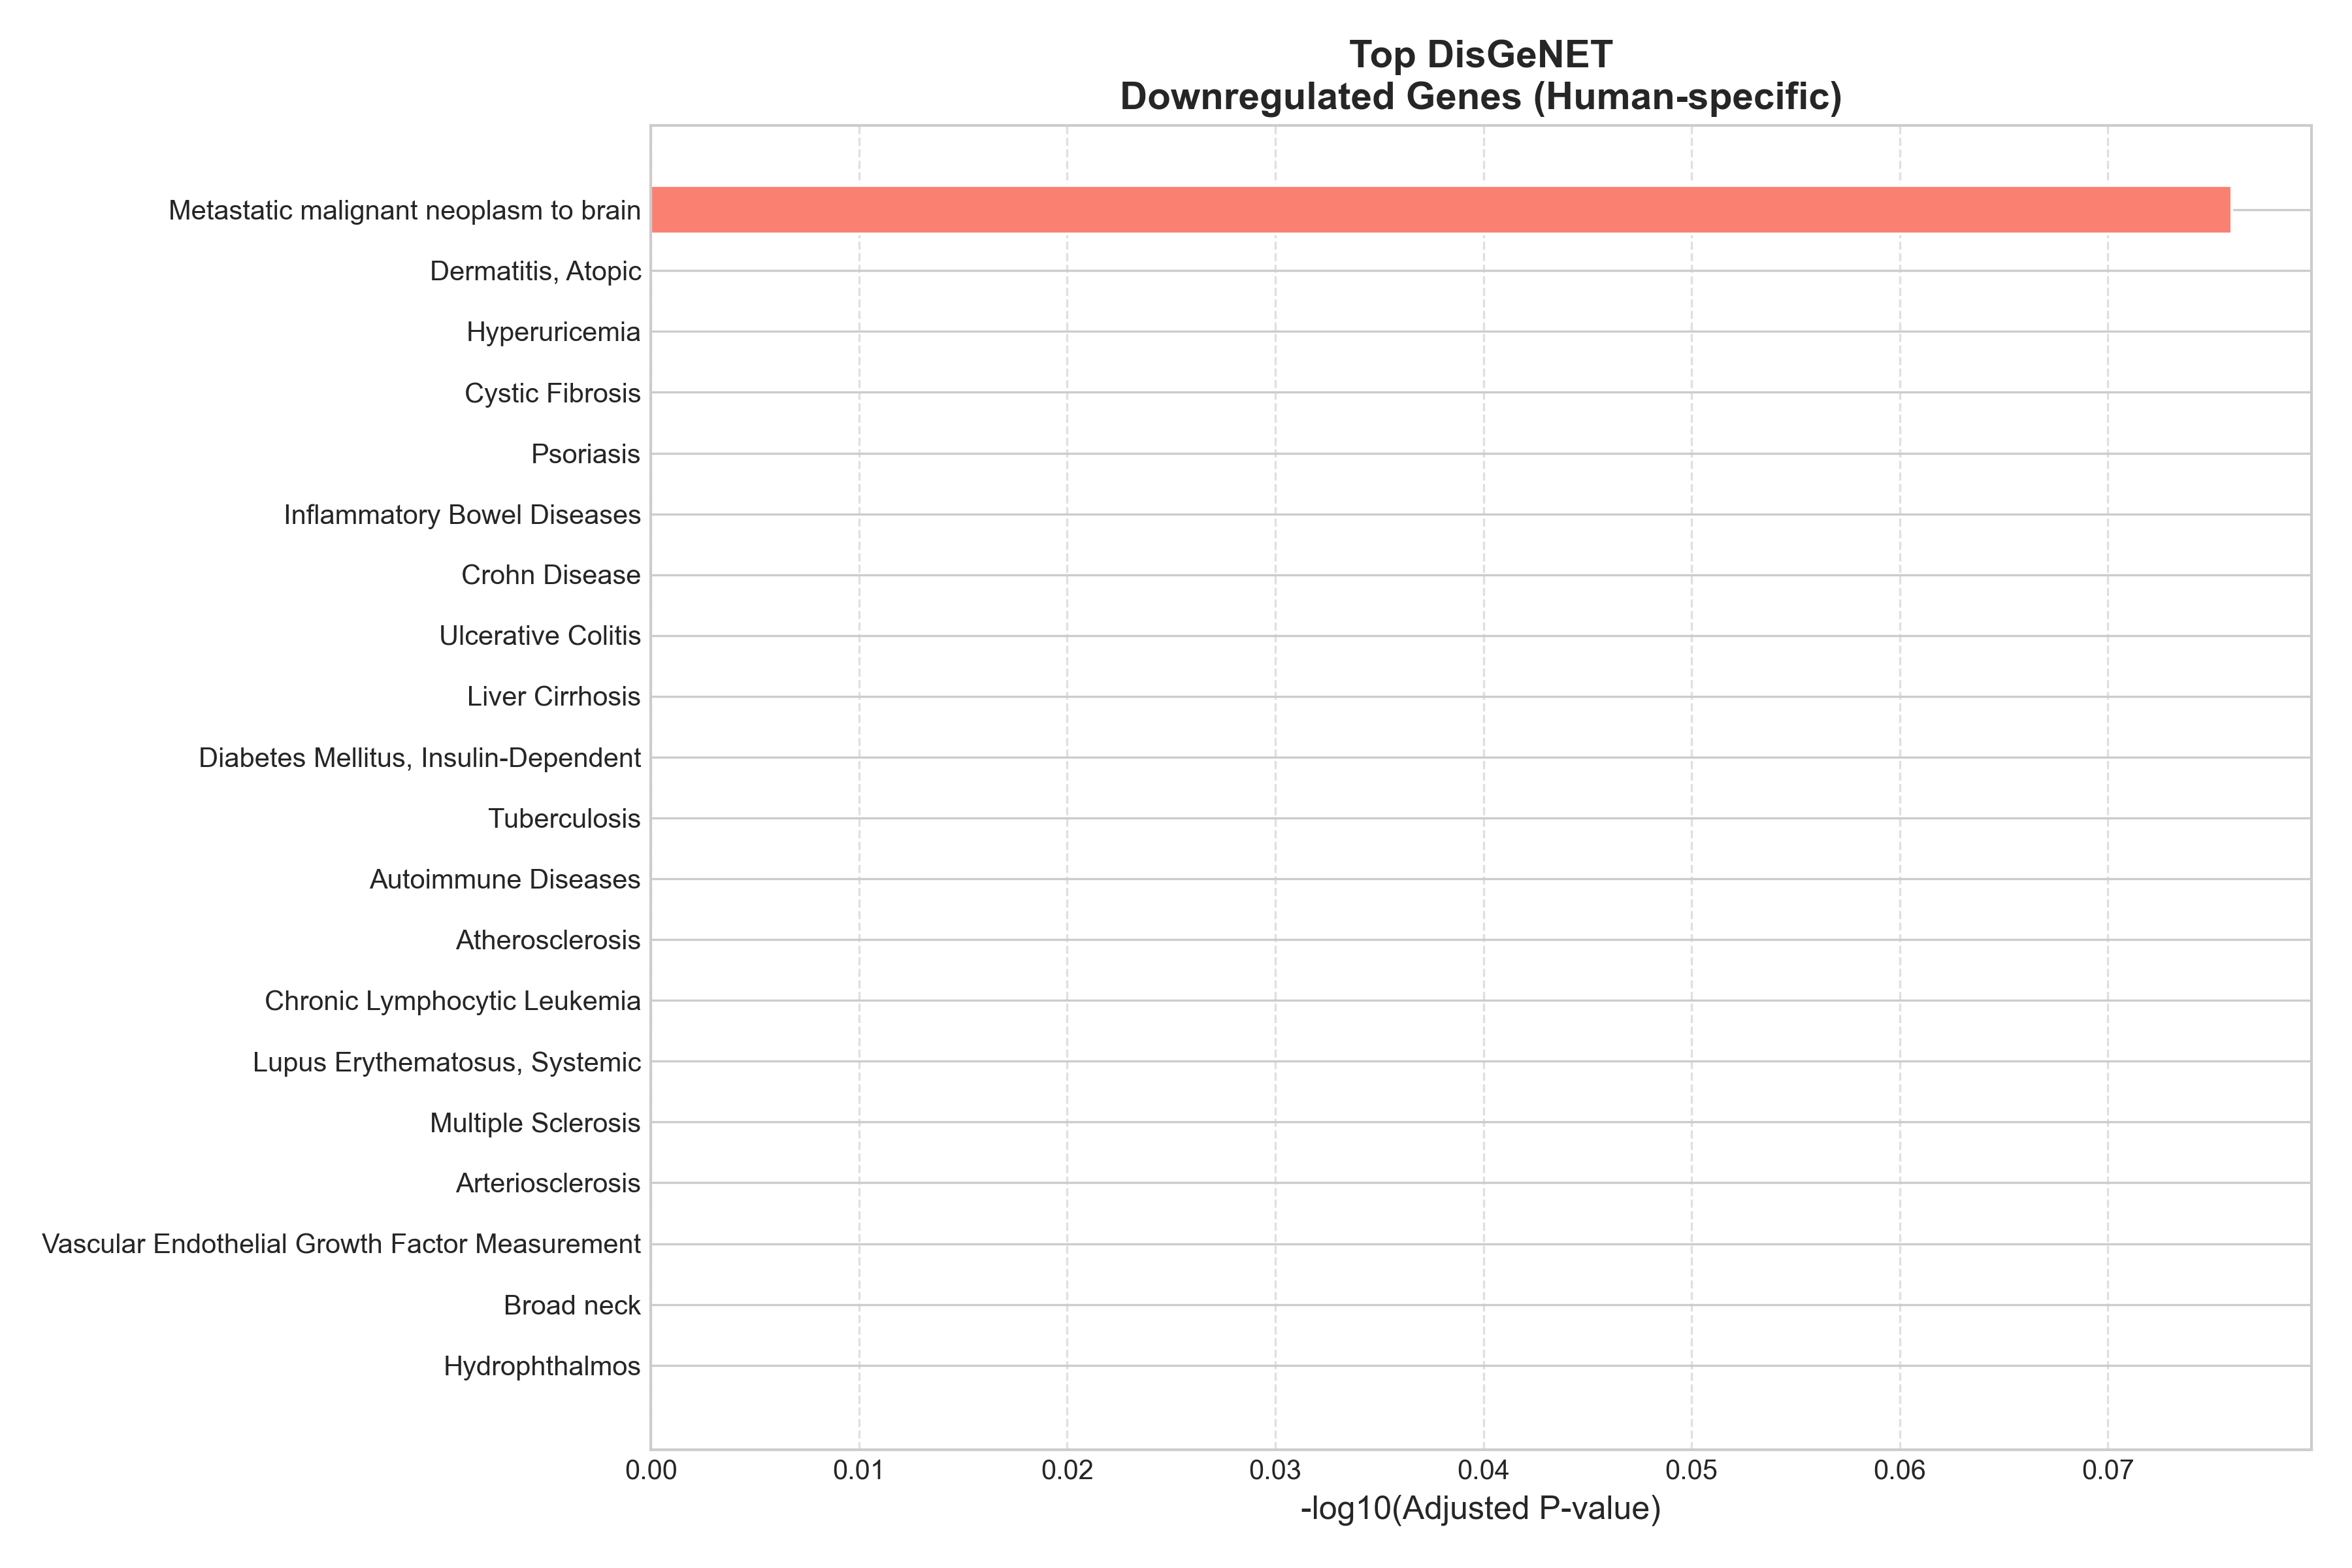 Top DisGeNET
Downregulated Genes (Human-specific)
Metastatic malignant neoplasm to brain
Dermatitis, Atopic
Hyperuricemia
Cystic Fibrosis
Psoriasis
Inflammatory Bowel Diseases
Crohn Disease
Ulcerative Colitis
Liver Cirrhosis
Diabetes Mellitus, Insulin-Dependent
Tuberculosis
Autoimmune Diseases
Atherosclerosis
Chronic Lymphocytic Leukemia
Lupus Erythematosus, Systemic
Multiple Sclerosis
Arteriosclerosis
Vascular Endothelial Growth Factor Measurement
Broad neck
Hydrophthalmos
0.00 0.01 0.02 0.03 0.04 0.05 0.06 0.07
-log10(Adjusted P-value)